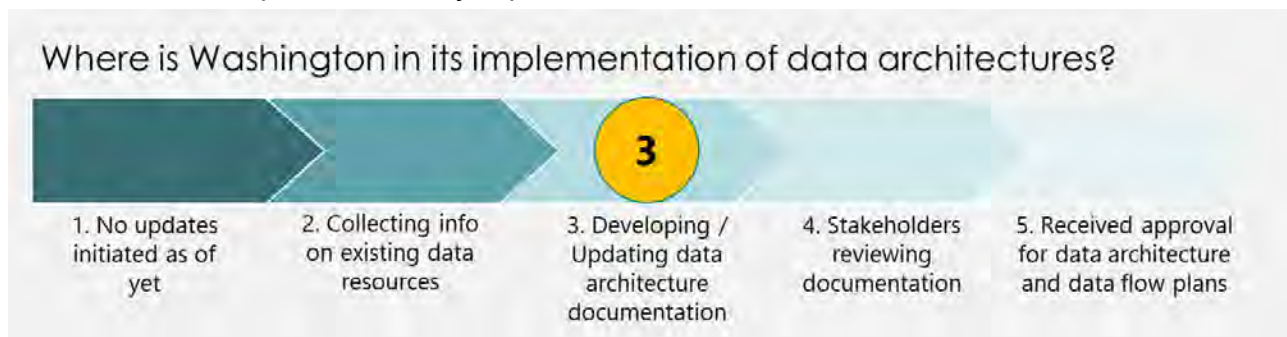 Where is Washington in its implementation of data architectures?
3
1. No updates
initiated as of
yet
2. Collecting info
on existing data
resources
3. Developing /
Updating data
architecture
documentation
4. Stakeholders
reviewing
documentation
5. Received approval
for data architecture
and data flow plans